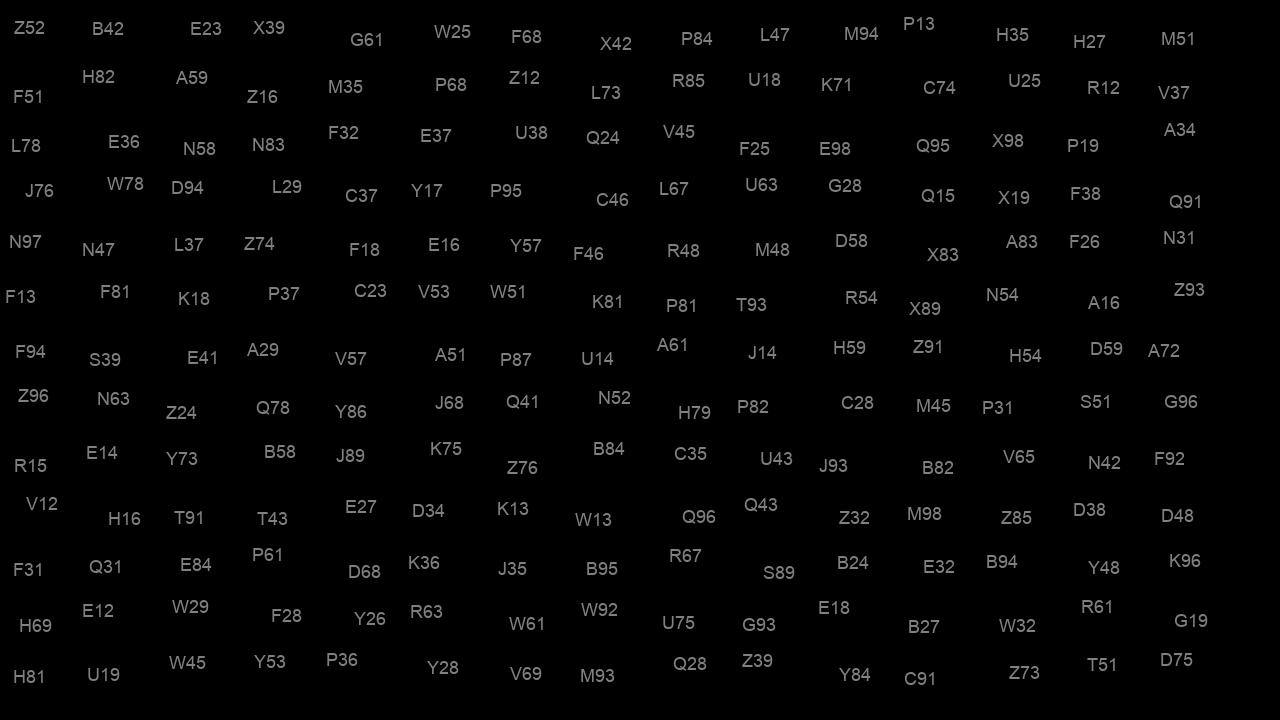 Z52 B42 E23 X39 G61 W25 F68 X42 P84 L47 M94 P13 H35 H27 M51
F51 H82 A59 Z16 M35 P68 Z12 L73 R85 U18 K71 C74 U25 R12 V37
L78 E36 N58 N83 F32 E37 U38 Q24 V45 F25 E98 Q95 X98 P19 A34
J76 W78 D94 L29 C37 Y17 P95 C46 L67 U63 G28 Q15 X19 F38 Q91
N97 N47 L37 Z74 F18 E16 Y57 F46 R48 M48 D58 X83 A83 F26 N31
F13 F81 K18 P37 C23 V53 W51 K81 P81 T93 R54 X89 N54 A16 Z93
F94 S39 E41 A29 V57 A51 P87 U14 A61 J14 H59 Z91 H54 D59 A72
Z96 N63 Z24 Q78 Y86 J68 Q41 N52 H79 P82 C28 M45 P31 S51 G96
R15 E14 Y73 B58 J89 K75 Z76 B84 C35 U43 J93 B82 V65 N42 F92
V12 H16 T91 T43 E27 D34 K13 W13 Q96 Q43 Z32 M98 Z85 D38 D48
F31 Q31 E84 P61 D68 K36 J35 B95 R67 S89 B24 E32 B94 Y48 K96
H69 E12 W29 F28 Y26 R63 W61 W92 U75 G93 E18 B27 W32 R61 G19
H81 U19 W45 Y53 P36 Y28 V69 M93 Q28 Z39 Y84 C91 Z73 T51 D75